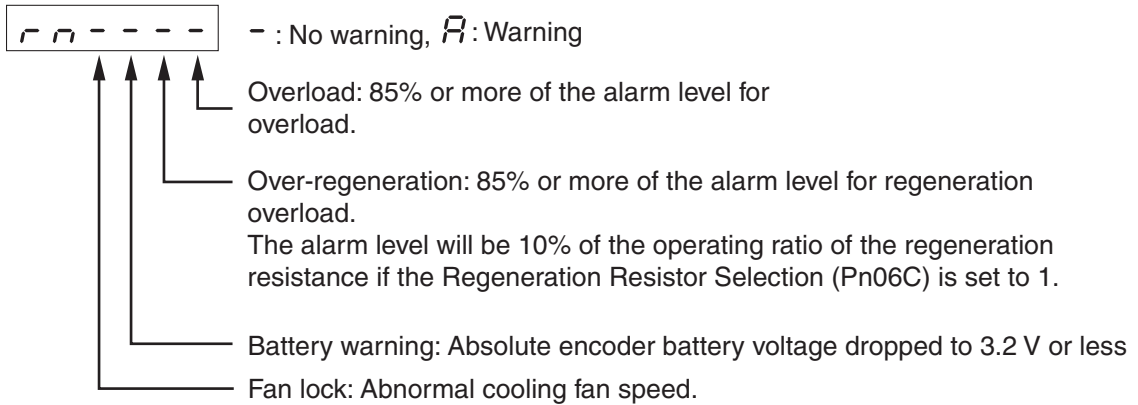 rn----  - : No warning, A : Warning
Overload: 85% or more of the alarm level for
overload.
Over-regeneration: 85% or more of the alarm level for regeneration
overload.
The alarm level will be 10% of the operating ratio of the regeneration
resistance if the Regeneration Resistor Selection (Pn06C) is set to 1.
Battery warning: Absolute encoder battery voltage dropped to 3.2 V or less
Fan lock: Abnormal cooling fan speed.